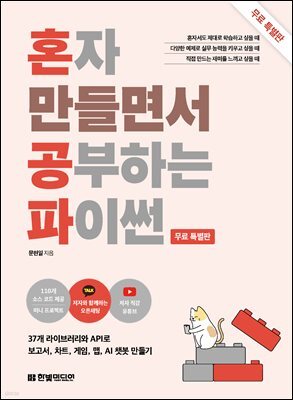 무료 특별판
혼자서도 제대로 학습하고 싶을 때
다양한 예제로 실무 능력을 키우고 싶을 때
직접 만드는 재미를 느끼고 싶을 때
혼자
만들면서
공부하는
파이썬
무료 특별판
문현일 지음
110개
소스 코드 제공
미니 프로젝트
TALK
저자와 함께하는
오픈채팅
저자 직강
유튜브
37개 라이브러리와 API로
보고서, 차트, 게임, 맵, AI 챗봇 만들기
한빛미디어